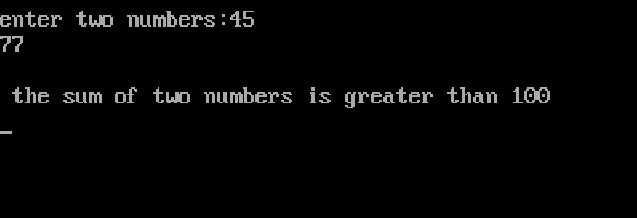 enter two numbers:45
77
the sum of two numbers is greater than 100
_